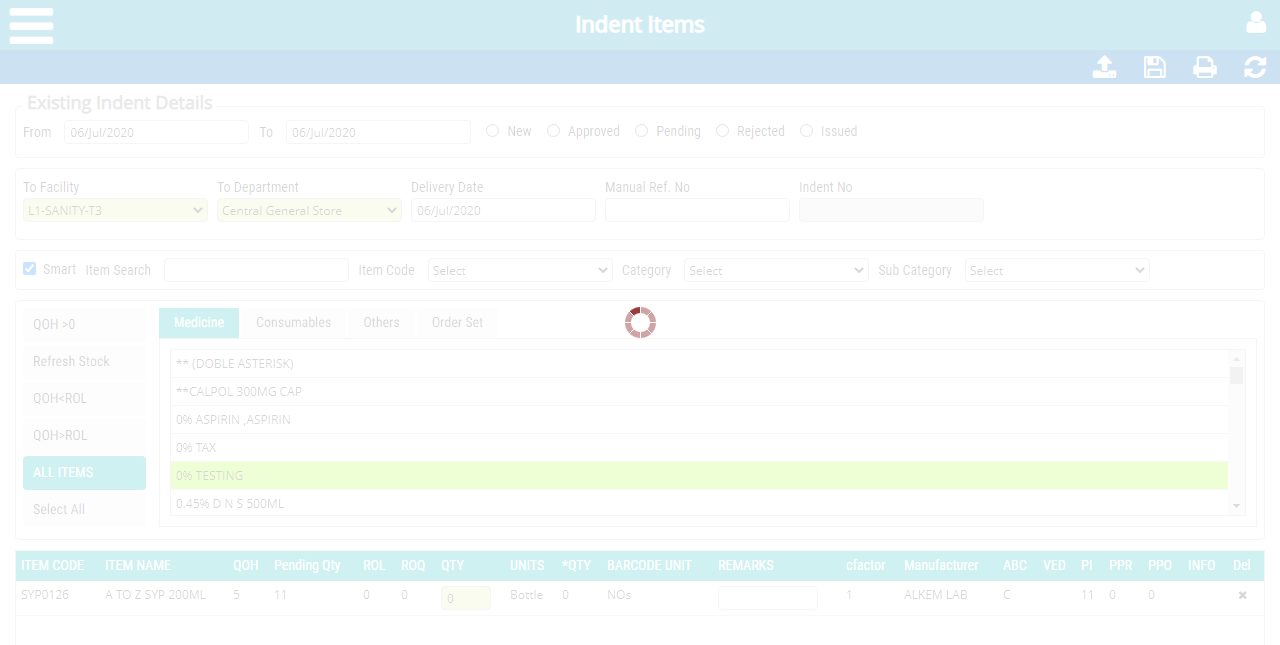 Indent Items
Existing Indent Details
From 06/Jul/2020 To 06/Jul/2020 New Approved Pending Rejected Issued
To Facility To Department Delivery Date Manual Ref. No Indent No
L1-SANITY-T3 Central General Store 06/Jul/2020
Smart Item Search Item Code Select Category Select Sub Category Select
QOH >0
Refresh Stock
QOH<ROL
QOH>ROL
ALL ITEMS
Select All
Medicine Consumables Others Order Set
** (DOBLE ASTERISK)
**CALPOL 300MG CAP
0% ASPIRIN ,ASPIRIN
0% TAX
0% TESTING
0.45% D N S 500ML
ITEM CODE ITEM NAME QOH Pending Qty ROL ROQ QTY UNITS *QTY BARCODE UNIT REMARKS cfactor Manufacturer ABC VED PI PPR PPO INFO Del
SYP0126 A TO Z SYP 200ML 5 11 0 0 0 Bottle 0 NOs 1 ALKEM LAB C 11 0 0